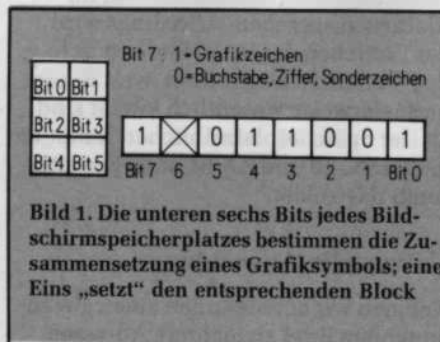 Bit 7 : 1 = Grafikzeichen
0 = Buchstabe, Ziffer, Sonderzeichen
Bit 0 Bit 1
Bit 2 Bit 3
Bit 4 Bit 5
1 0 1 1 0 0 1
Bit 7 6 5 4 3 2 1 Bit 0
Bild 1. Die unteren sechs Bits jedes Bild-
schirmspeicherplatzes bestimmen die Zu-
sammensetzung eines Grafiksymbols; eine
Eins „setzt“ den entsprechenden Block